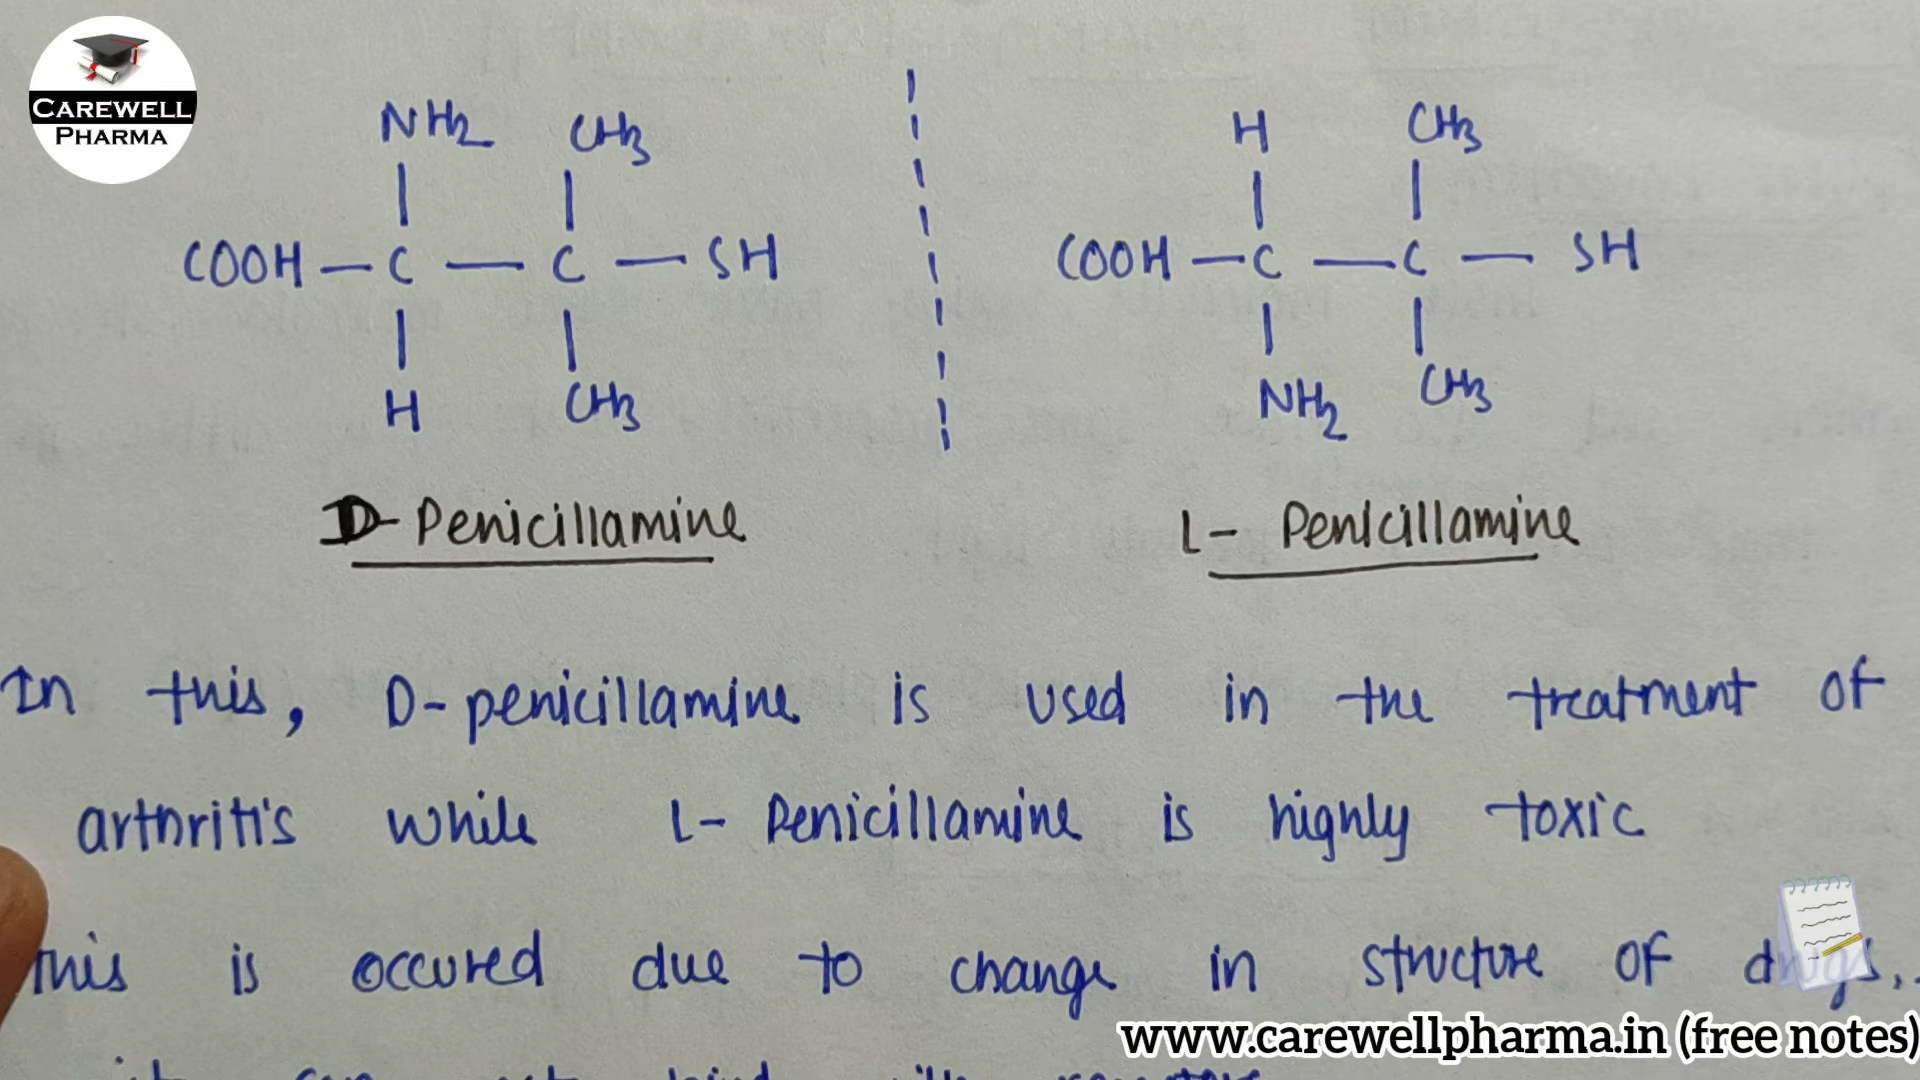 CAREWELL
PHARMA
NH2 CH3
COOH — C — C — SH
H CH3
H CH3
COOH — C — C — SH
NH2 CH3
D- Penicillamine
L- Penicillamine
In this, D-penicillamine is used in the treatment of
arthritis while L- Penicillamine is highly toxic
This is occured due to change in structure of drugs.
www.carewellpharma.in (free notes)